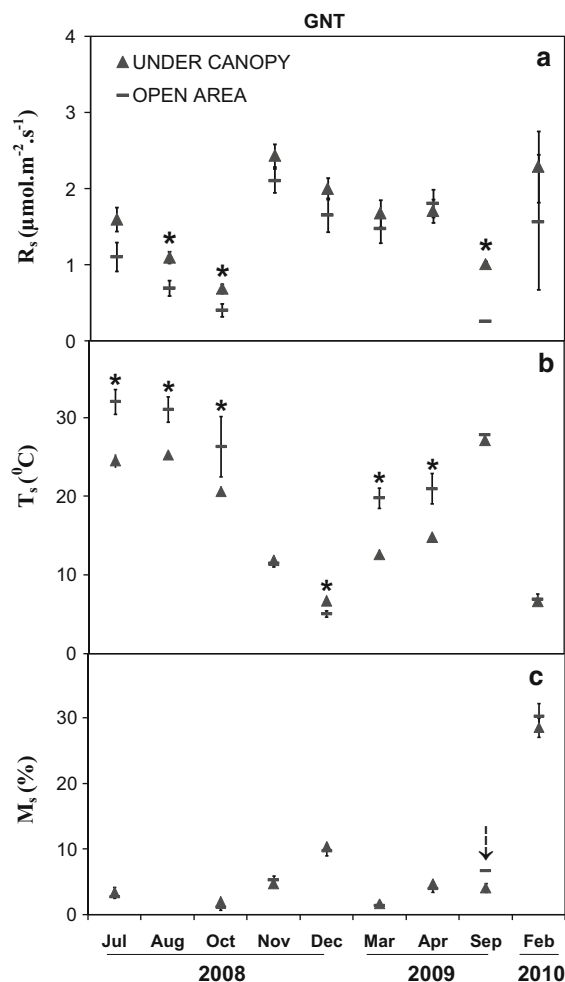 GNT
a
UNDER CANOPY
OPEN AREA
Rs (μmol.m-2.s-1)
4
3
2
1
0
*
*
*
b
Ts (0C)
30
20
10
0
*
*
*
*
*
*
c
Ms (%)
30
20
10
0
Jul Aug Oct Nov Dec Mar Apr Sep Feb
2008 2009 2010